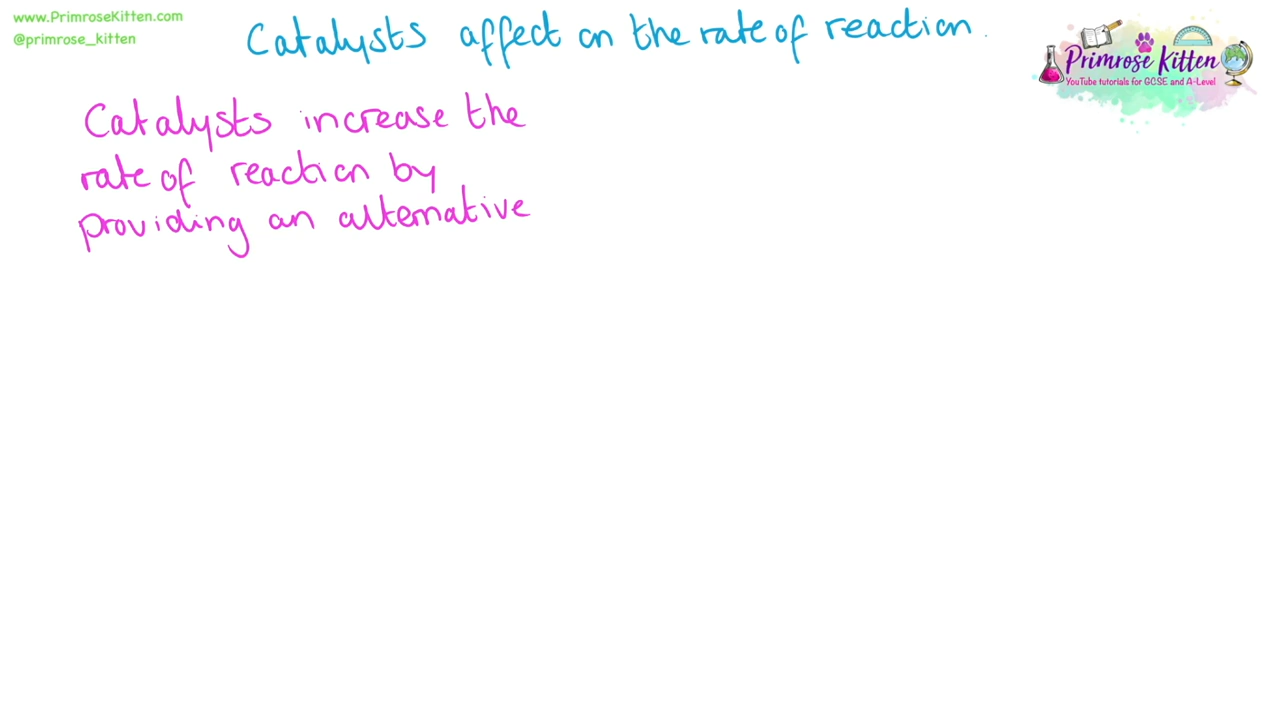 www.PrimroseKitten.com
@primrose_kitten
Catalysts affect on the rate of reaction.
Primrose Kitten
YouTube tutorials for GCSE and A-Level
Catalysts increase the
rate of reaction by
providing an alternative